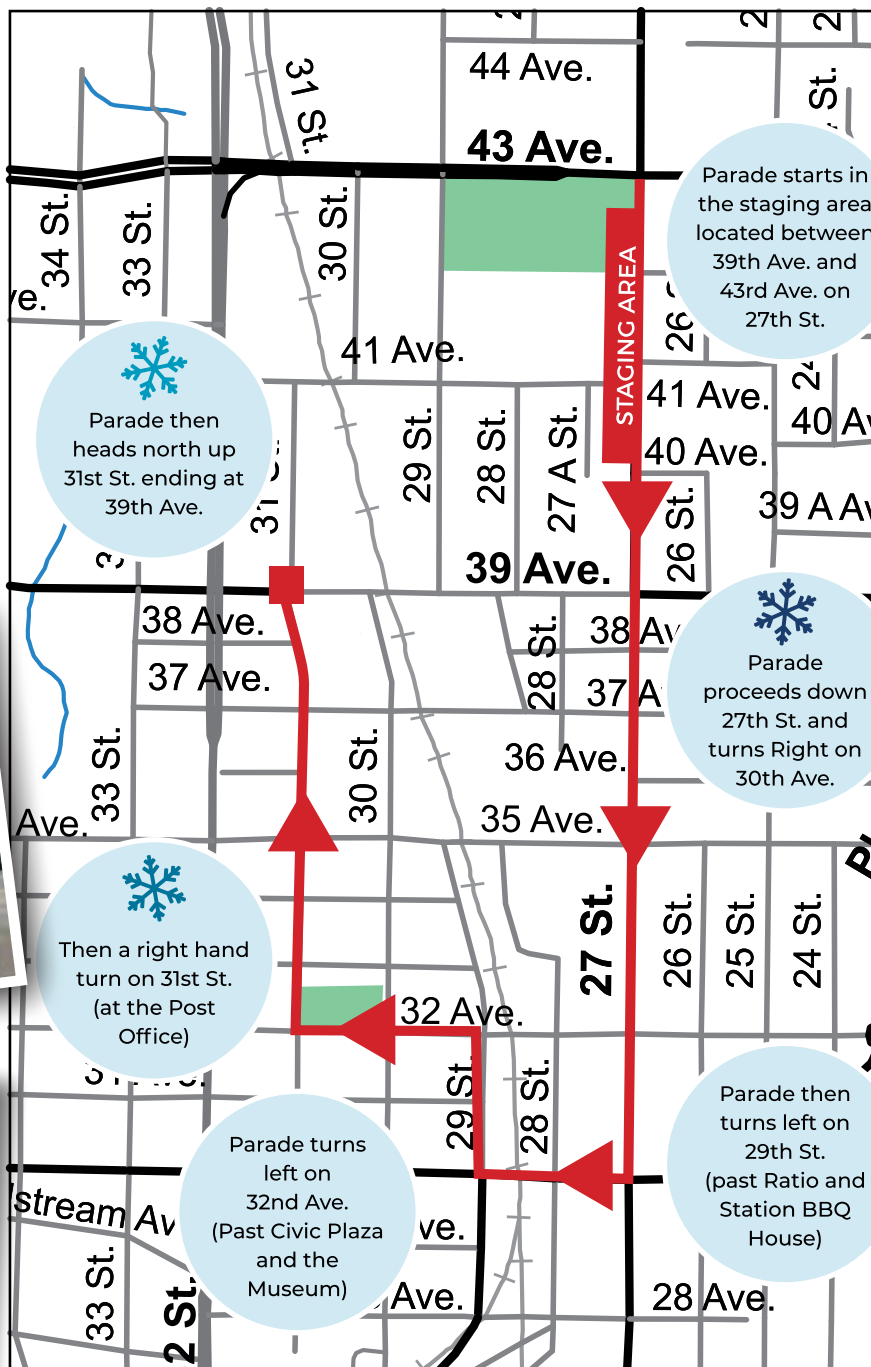 44 Ave.
31 St.
43 Ave.
34 St.
33 St.
30 St.
Parade starts in
the staging area
located between
39th Ave. and
43rd Ave. on
27th St.
STAGING AREA
41 Ave.
41 Ave.
40 Ave.
Parade then
heads north up
31st St. ending at
39th Ave.
29 St.
28 St.
27 A St.
26 St.
39 Ave.
38 Ave.
37 Ave.
28 St.
Parade
proceeds down
27th St. and
turns Right on
30th Ave.
36 Ave.
35 Ave.
33 St.
30 St.
Ave.
Then a right hand
turn on 31st St.
(at the Post
Office)
27 St.
26 St.
25 St.
24 St.
32 Ave.
29 St.
28 St.
Parade turns
left on
32nd Ave.
(Past Civic Plaza
and the
Museum)
Parade then
turns left on
29th St.
(past Ratio and
Station BBQ
House)
33 St.
2 St.
Ave.
28 Ave.